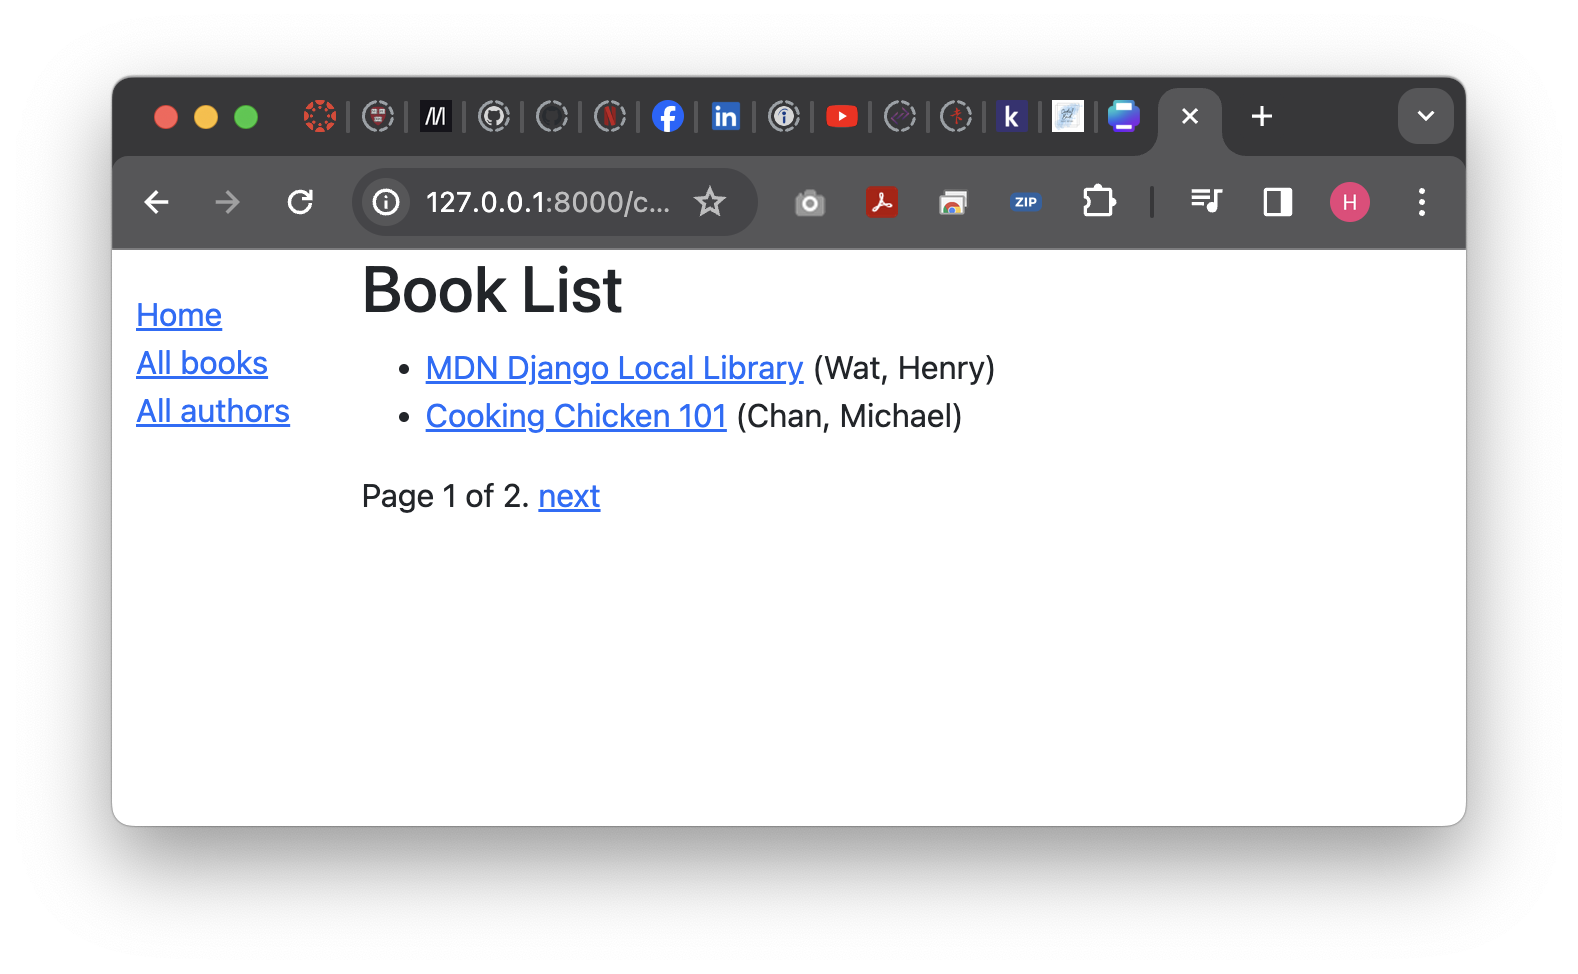 127.0.0.1:8000/c...
ZIP
H
Home
All books
All authors
Book List
MDN Django Local Library (Wat, Henry)
Cooking Chicken 101 (Chan, Michael)
Page 1 of 2. next